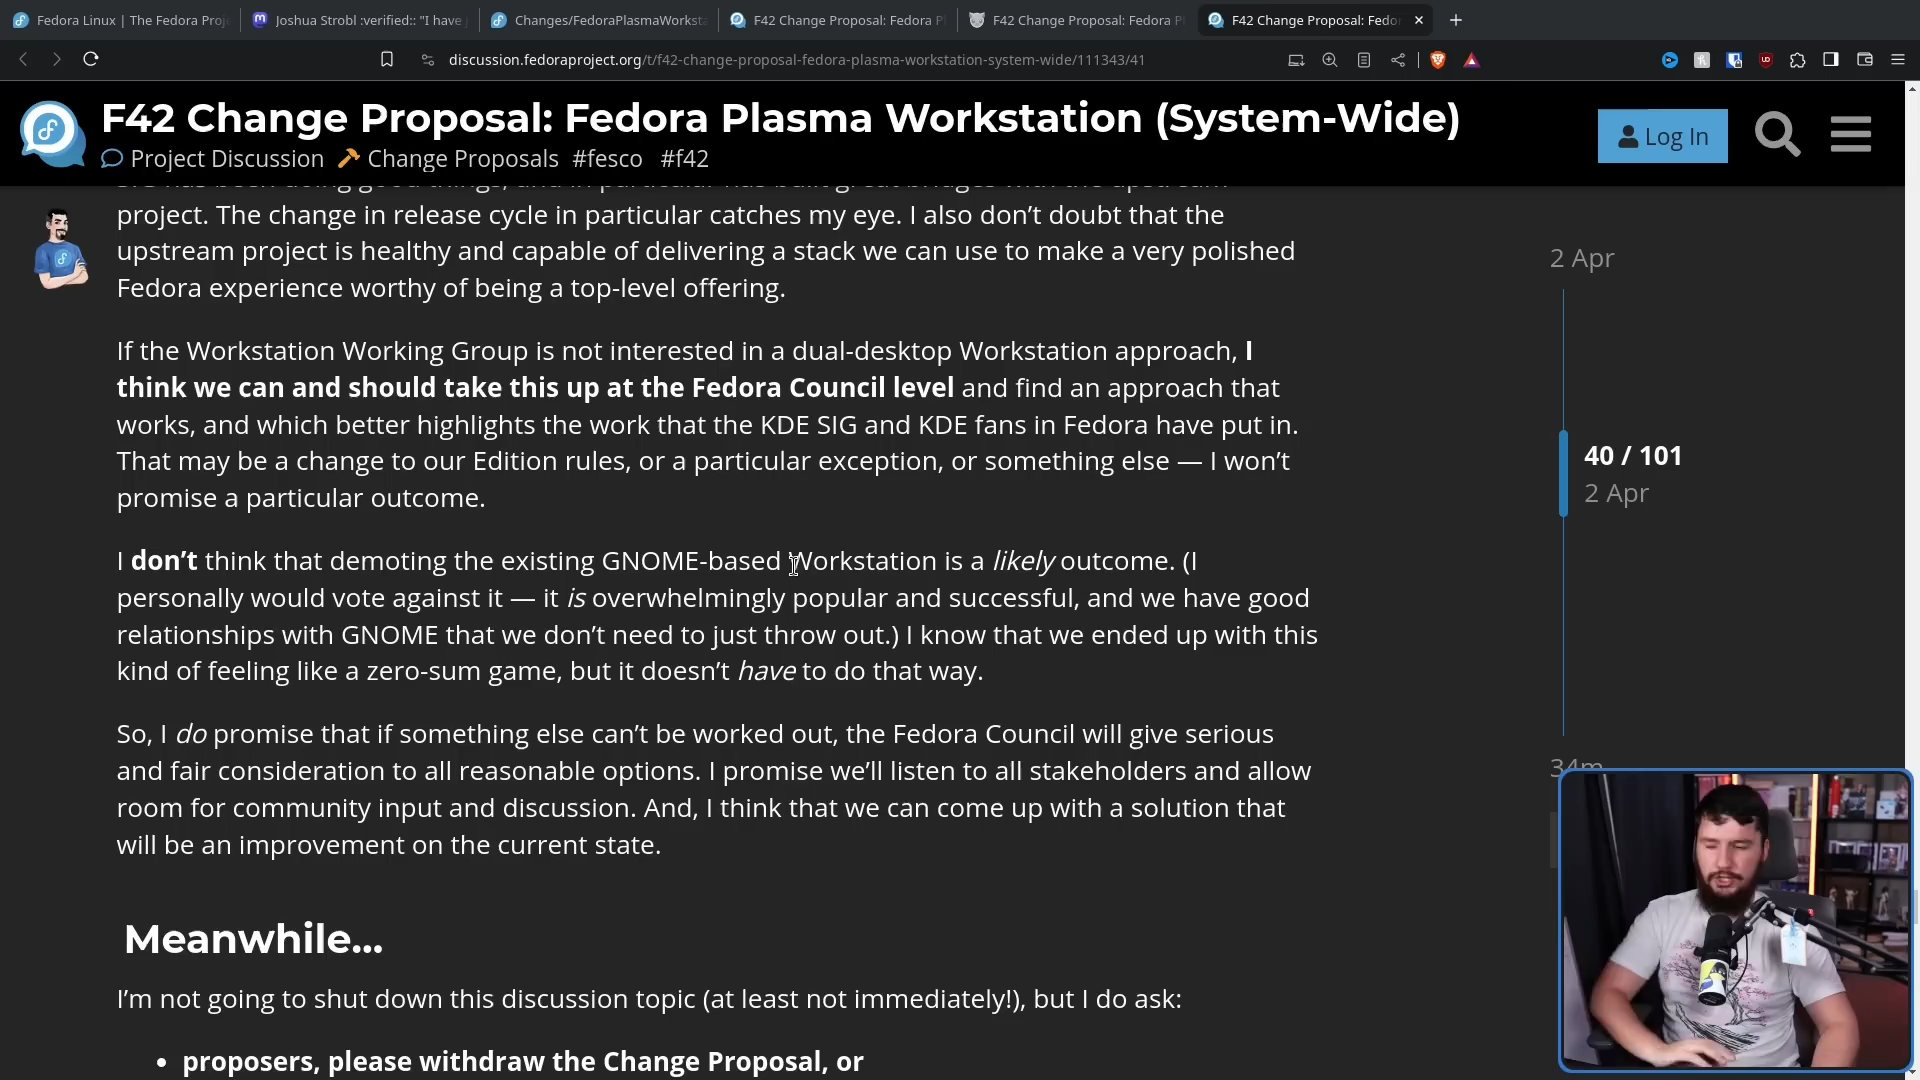 Fedora Linux | The Fedora Proj
Joshua Strobl :verified:: "I have j
Changes/FedoraPlasmaWorksta
F42 Change Proposal: Fedora P
F42 Change Proposal: Fedora P
F42 Change Proposal: Fedo
discussion.fedoraproject.org/t/f42-change-proposal-fedora-plasma-workstation-system-wide/111343/41
F42 Change Proposal: Fedora Plasma Workstation (System-Wide)
Project Discussion Change Proposals #fesco #f42
Log In
project. The change in release cycle in particular catches my eye. I also don’t doubt that the
upstream project is healthy and capable of delivering a stack we can use to make a very polished
Fedora experience worthy of being a top-level offering.
If the Workstation Working Group is not interested in a dual-desktop Workstation approach, I
think we can and should take this up at the Fedora Council level and find an approach that
works, and which better highlights the work that the KDE SIG and KDE fans in Fedora have put in.
That may be a change to our Edition rules, or a particular exception, or something else — I won’t
promise a particular outcome.
I don’t think that demoting the existing GNOME-based Workstation is a likely outcome. (I
personally would vote against it — it is overwhelmingly popular and successful, and we have good
relationships with GNOME that we don’t need to just throw out.) I know that we ended up with this
kind of feeling like a zero-sum game, but it doesn’t have to do that way.
So, I do promise that if something else can’t be worked out, the Fedora Council will give serious
and fair consideration to all reasonable options. I promise we’ll listen to all stakeholders and allow
room for community input and discussion. And, I think that we can come up with a solution that
will be an improvement on the current state.
Meanwhile…
I’m not going to shut down this discussion topic (at least not immediately!), but I do ask:
• proposers, please withdraw the Change Proposal, or
2 Apr
40 / 101
2 Apr
34m